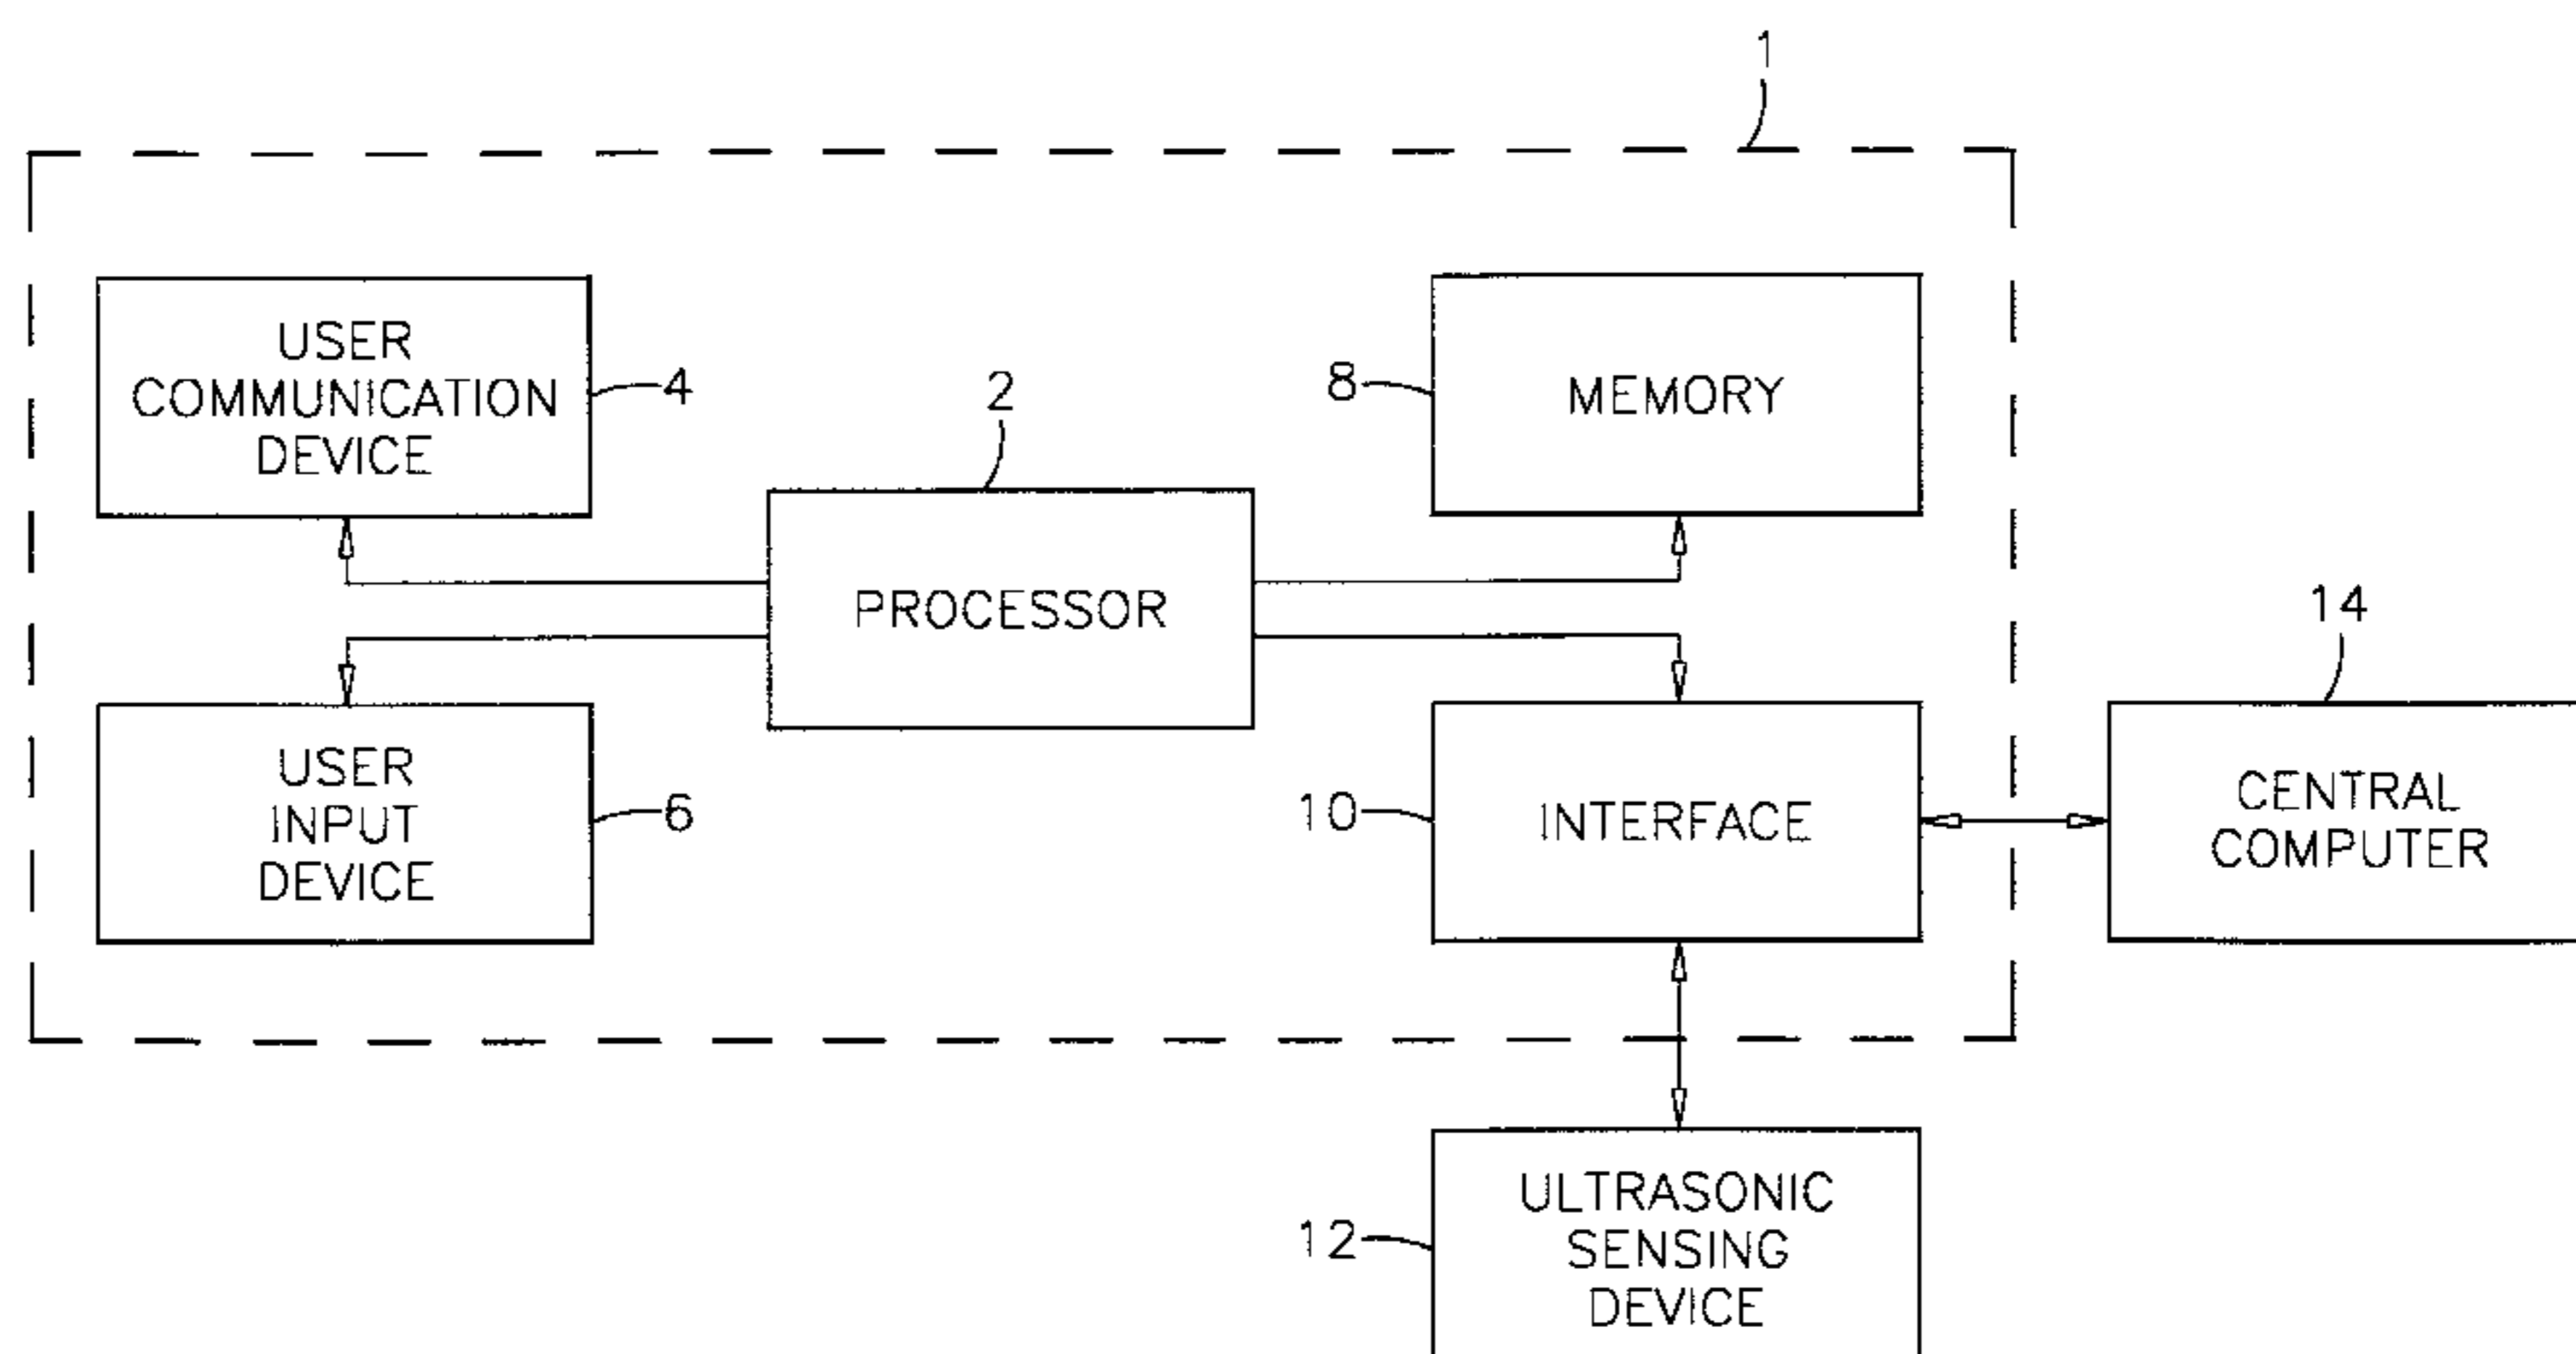 1
USER
COMMUNICATION
DEVICE
4
2
8
MEMORY
PROCESSOR
14
USER
INPUT
DEVICE
6
10
INTERFACE
CENTRAL
COMPUTER
12
ULTRASONIC
SENSING
DEVICE